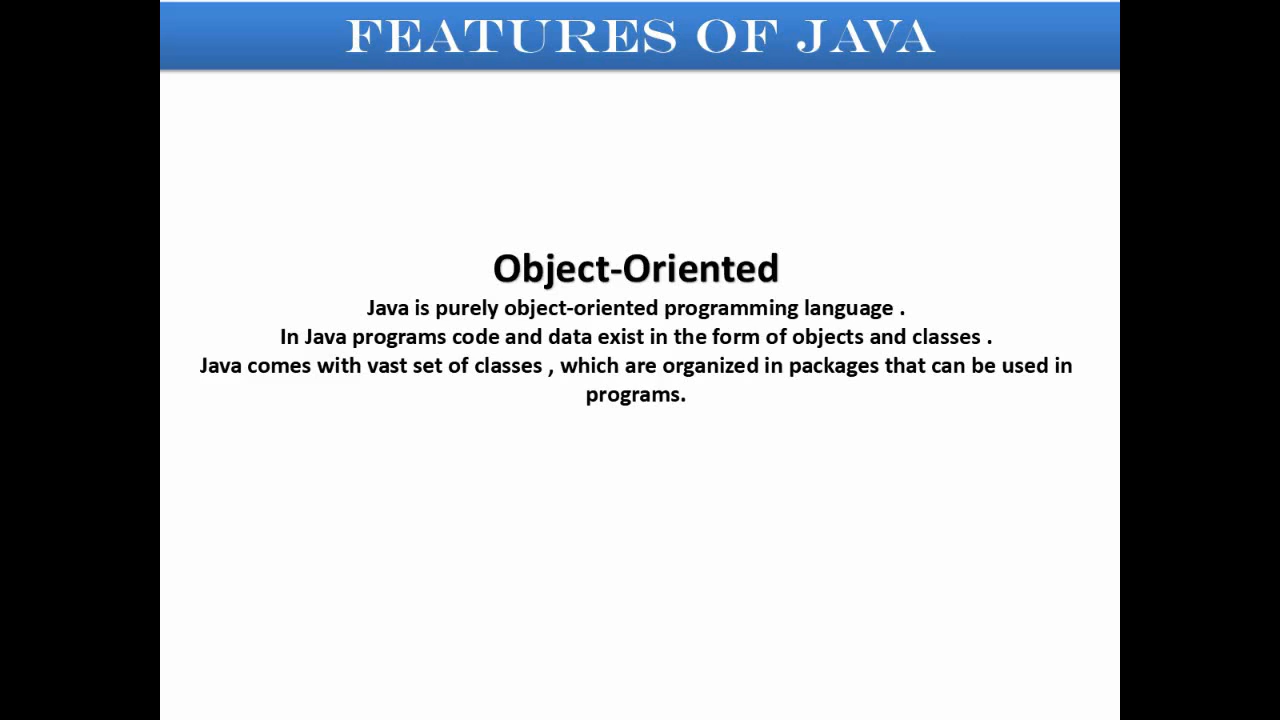 FEATURES OF JAVA
Object-Oriented
Java is purely object-oriented programming language .
In Java programs code and data exist in the form of objects and classes .
Java comes with vast set of classes , which are organized in packages that can be used in
programs.